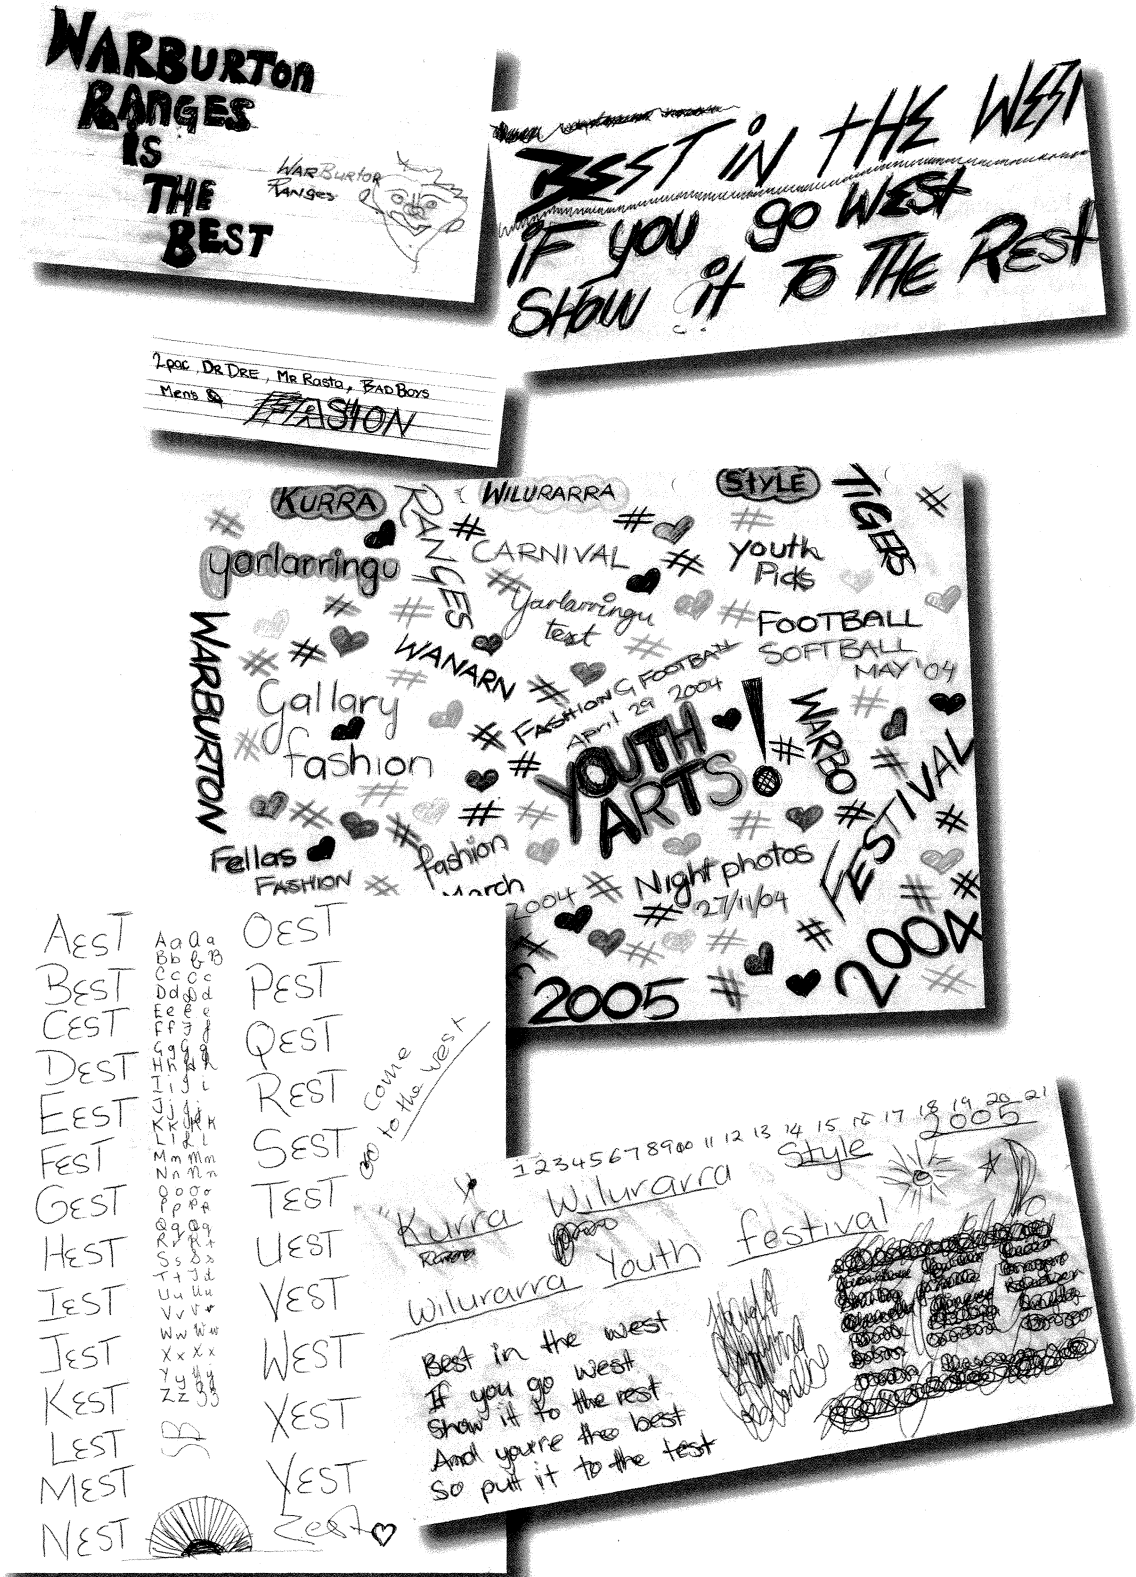 WARBURTON
RANGES
iS
THE
BEST
WARBURTON
RANGES
BEST iN tHE WEST
iF you go WEST
SHOW it TO THE REST
2pac, DR DRE, MR Rasta, BAD BOYS
Mens
FASHION
KURRA
RANGES
WILURARRA
STYLE
TIGERS
yarlarringu
CARNIVAL
youth
Pics
Yarlarringu
text
FOOTBALL
SOFTBALL
MAY '04
WARBURTON
WANARN
FASHION & FOOTBALL
April 29 2004
Gallary
fashion
YOUTH
ARTS!
WARBO
FESTIVAL
Fellas
FASHION
fashion
March
2004
Night photos
27/11/04
2004
2005
AEST
BEST
CEST
DEST
EEST
FEST
GEST
HEST
IEST
JEST
KEST
LEST
MEST
NEST
A a a a
B b b B
C c C c
D d D d
E e e e
F f F f
G g G g
H h H h
I i I i
J j j j
K k K k
L l L l
M m M m
N n N n
O o O o
P p P p
Q q Q q
R r R r
S s S s
T t T t
U u U u
V v V v
W w W w
X x X x
Y y y y
Z z z z
SB
OEST
PEST
QEST
REST
SEST
TEST
UEST
VEST
WEST
XEST
YEST
Zest
come
to the west
1 2 3 4 5 6 7 8 9 10 11 12 13 14 15 16 17 18 19 20 21
Kurra Wilurarra Style 2005
Wilurarra Youth festival
Best in the west
If you go west
Show it to the rest
And you're the best
So put it to the test